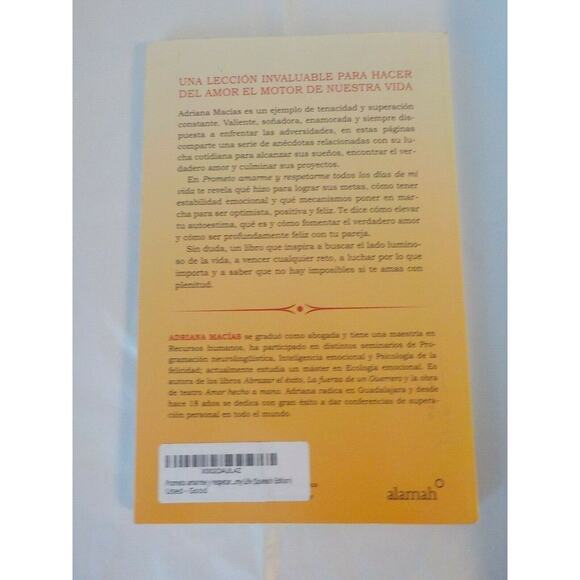 UNA LECCIÓN INVALUABLE PARA HACER
DEL AMOR EL MOTOR DE NUESTRA VIDA
Adriana Macías es un ejemplo de tenacidad y superación
constante. Valiente, soñadora, enamorada y siempre dis-
puesta a enfrentar las adversidades, en estas páginas
comparte una serie de anécdotas relacionadas con su lu-
cha cotidiana para alcanzar sus sueños, encontrar el ver-
dadero amor y culminar sus proyectos.
En Prometo amarme y respetarme todos los días de mi
vida te revela qué hizo para lograr sus metas, cómo tener
estabilidad emocional y qué mecanismos poner en mar-
cha para ser optimista, positiva y feliz. Te dice cómo elevar
tu autoestima, qué es y cómo fomentar el verdadero amor
y cómo ser profundamente feliz con tu pareja.
Sin duda, un libro que inspira a buscar el lado lumino-
so de la vida, a vencer cualquier reto, a luchar por lo que
importa y a saber que no hay imposibles si te amas con
plenitud.
ADRIANA MACÍAS se graduó como abogada y tiene una maestría en
Recursos humanos, ha participado en distintos seminarios de Pro-
gramación neurolingüística, Inteligencia emocional y Psicología de la
felicidad; actualmente estudia un máster en Ecología emocional. Es
autora de los libros Abrazar el éxito, La fuerza de un Guerrero y la obra
de teatro Amor hecho a mano. Adriana radica en Guadalajara y desde
hace 18 años se dedica con gran éxito a dar conferencias de supera-
ción personal en todo el mundo.
Prometo amarme y respetar...my Life (Spanish Edition)
Used - Good
alamah